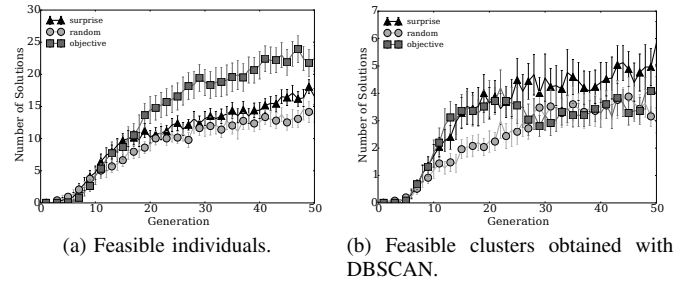 surprise
random
objective
Number of Solutions
30
25
20
15
10
5
0
0 10 20 30 40 50
Generation
(a) Feasible individuals.
surprise
random
objective
Number of Solutions
7
6
5
4
3
2
1
0
0 10 20 30 40 50
Generation
(b) Feasible clusters obtained with
DBSCAN.